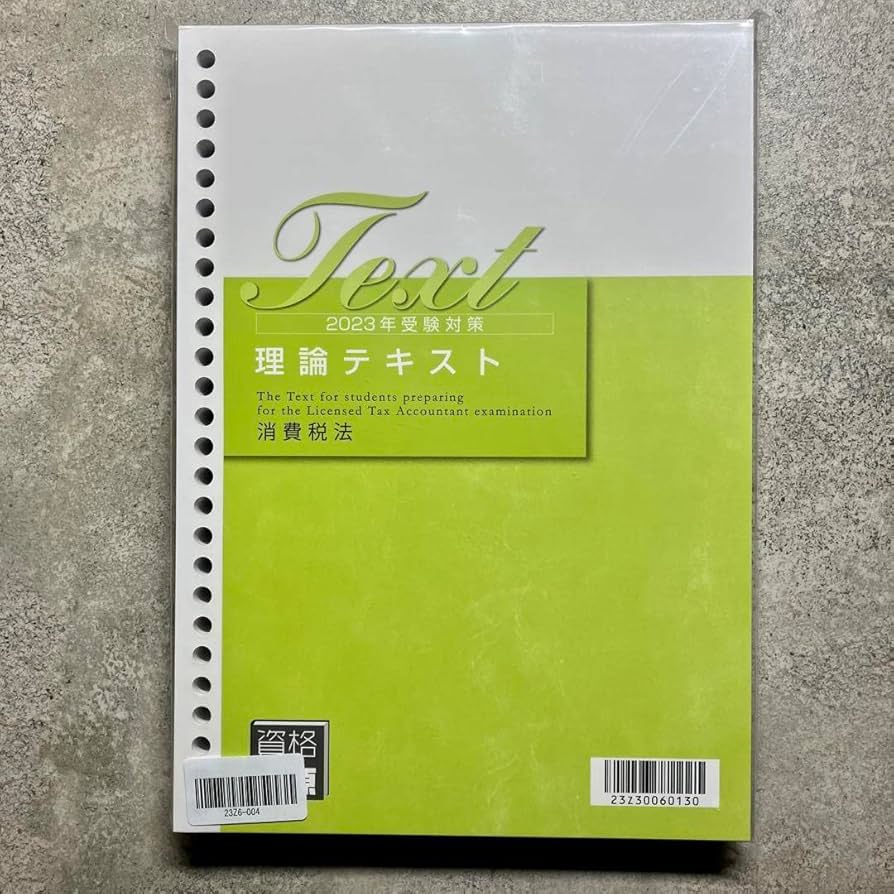 Text
2023年受験対策
理論テキスト
The Text for students preparing
for the Licensed Tax Accountant examination
消費税法
資格
23Z6-004
23Z30060130